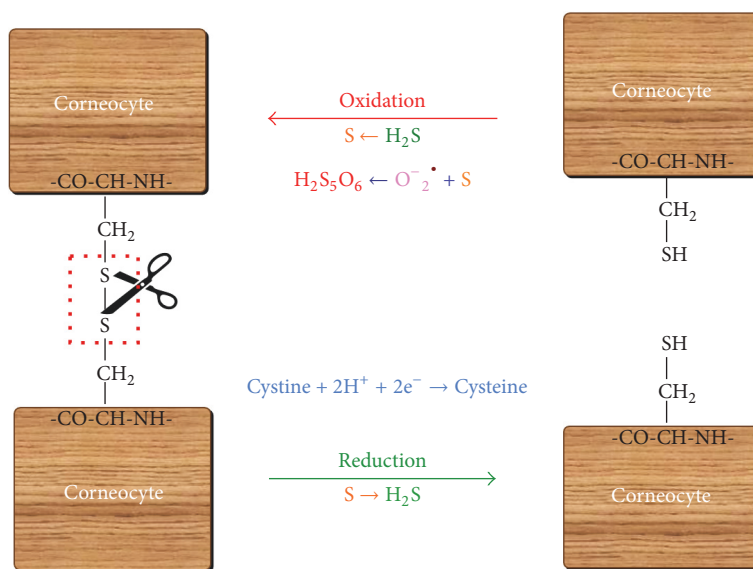 Corneocyte
-CO-CH-NH-
CH₂
S
S
CH₂
-CO-CH-NH-
Corneocyte
Oxidation
S ← H₂S
H₂S₅O₆ ← O⁻₂• + S
Cystine + 2H⁺ + 2e⁻ → Cysteine
Reduction
S → H₂S
Corneocyte
-CO-CH-NH-
CH₂
SH
SH
CH₂
-CO-CH-NH-
Corneocyte